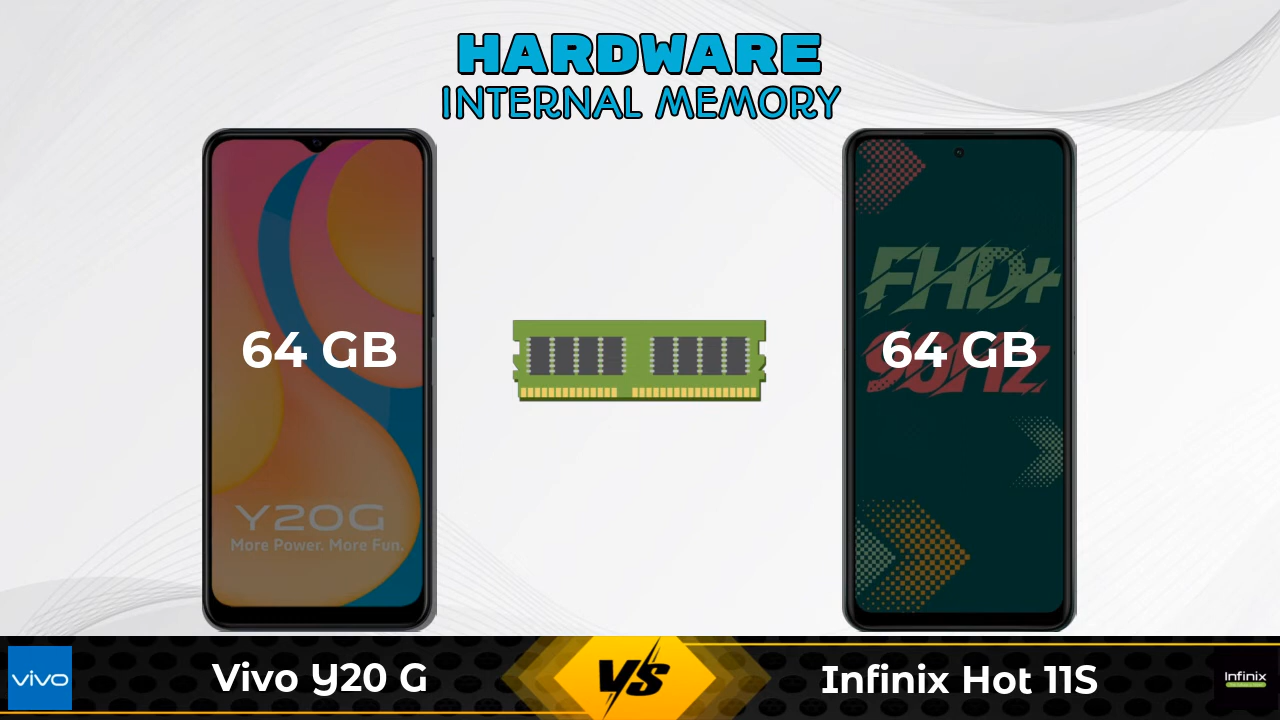 HARDWARE
INTERNAL MEMORY
64 GB
Y20G
More Power. More Fun.
FHD+
90Hz
64 GB
vivo
Vivo Y20 G
VS
Infinix Hot 11S
Infinix